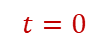 t = 0